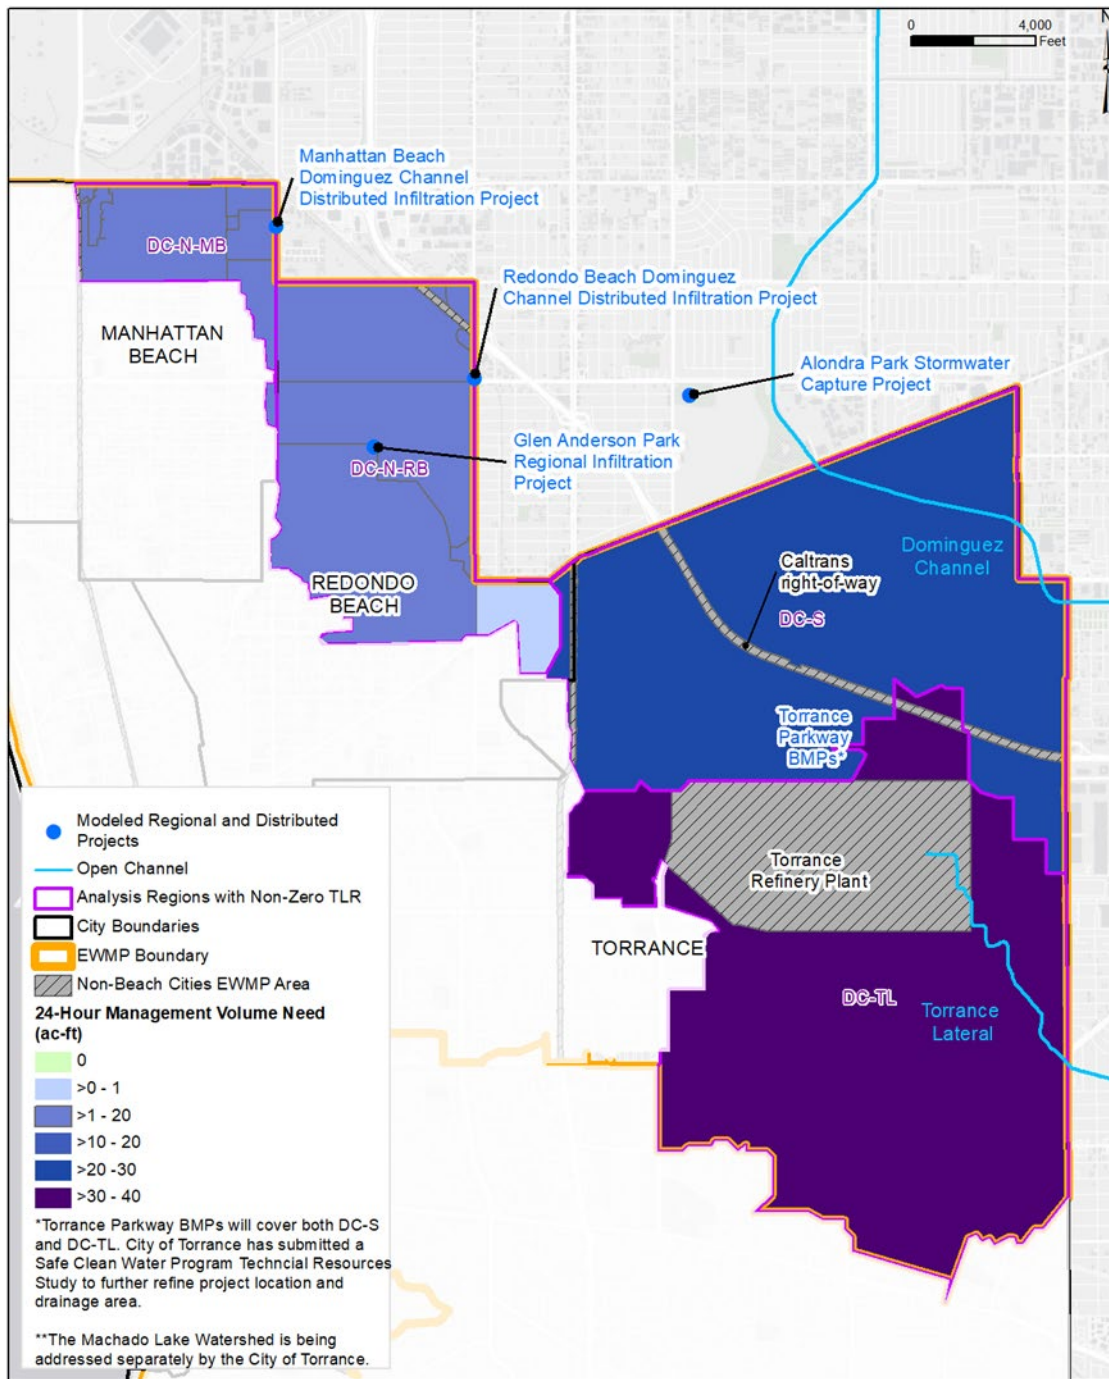 N
0 4,000
Feet
Manhattan Beach
Dominguez Channel
Distributed Infiltration Project
DC-N-MB
Redondo Beach Dominguez
Channel Distributed Infiltration Project
MANHATTAN
BEACH
Alondra Park Stormwater
Capture Project
Glen Anderson Park
Regional Infiltration
Project
DC-N-RB
Dominguez
Channel
Caltrans
right-of-way
REDONDO
BEACH
DC-S
Torrance
Parkway
BMPs*
Torrance
Refinery Plant
TORRANCE
DC-TL
Torrance
Lateral
Modeled Regional and Distributed
Projects
Open Channel
Analysis Regions with Non-Zero TLR
City Boundaries
EWMP Boundary
Non-Beach Cities EWMP Area
24-Hour Management Volume Need
(ac-ft)
0
>0 - 1
>1 - 20
>10 - 20
>20 -30
>30 - 40
*Torrance Parkway BMPs will cover both DC-S
and DC-TL. City of Torrance has submitted a
Safe Clean Water Program Techncial Resources
Study to further refine project location and
drainage area.
**The Machado Lake Watershed is being
addressed separately by the City of Torrance.